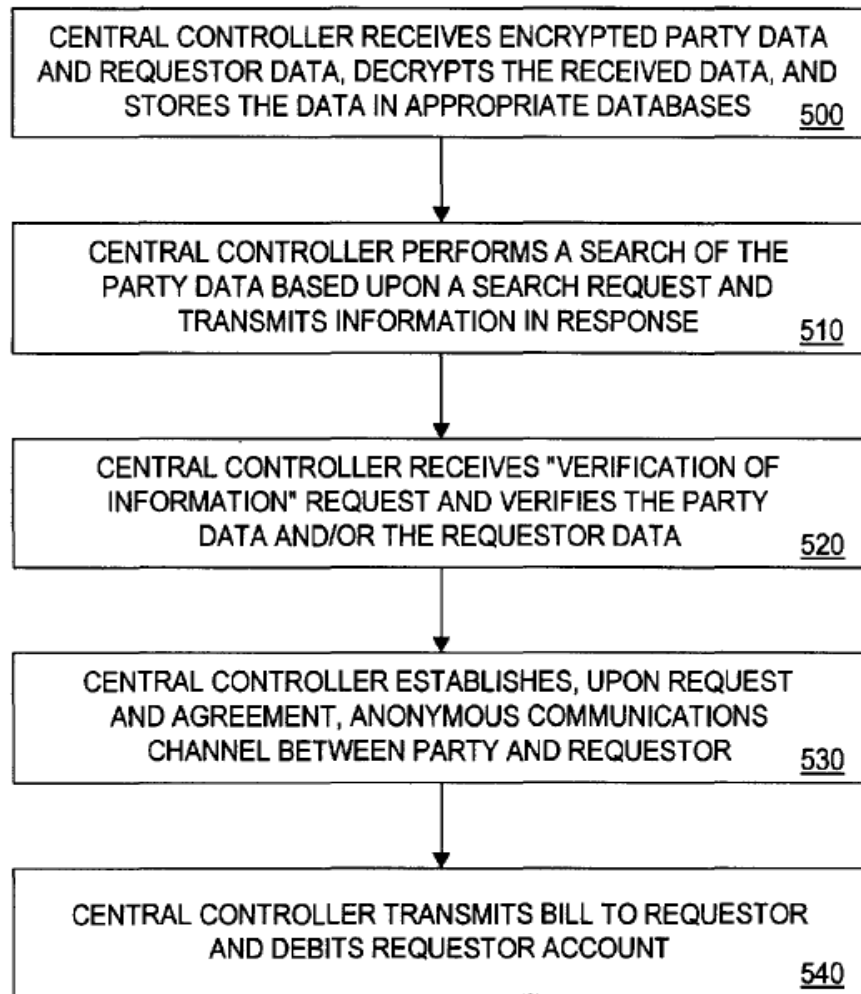 CENTRAL CONTROLLER RECEIVES ENCRYPTED PARTY DATA
AND REQUESTOR DATA, DECRYPTS THE RECEIVED DATA, AND
STORES THE DATA IN APPROPRIATE DATABASES
500
CENTRAL CONTROLLER PERFORMS A SEARCH OF THE
PARTY DATA BASED UPON A SEARCH REQUEST AND
TRANSMITS INFORMATION IN RESPONSE
510
CENTRAL CONTROLLER RECEIVES "VERIFICATION OF
INFORMATION" REQUEST AND VERIFIES THE PARTY
DATA AND/OR THE REQUESTOR DATA
520
CENTRAL CONTROLLER ESTABLISHES, UPON REQUEST
AND AGREEMENT, ANONYMOUS COMMUNICATIONS
CHANNEL BETWEEN PARTY AND REQUESTOR
530
CENTRAL CONTROLLER TRANSMITS BILL TO REQUESTOR
AND DEBITS REQUESTOR ACCOUNT
540